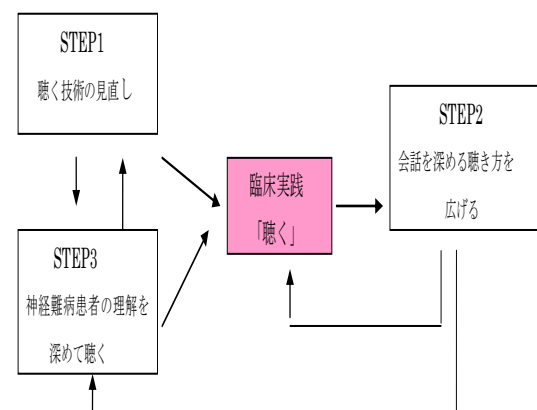 STEP1
聴く技術の見直し
STEP2
会話を深める聴き方を
広げる
臨床実践
「聴く」
STEP3
神経難病患者の理解を
深めて聴く